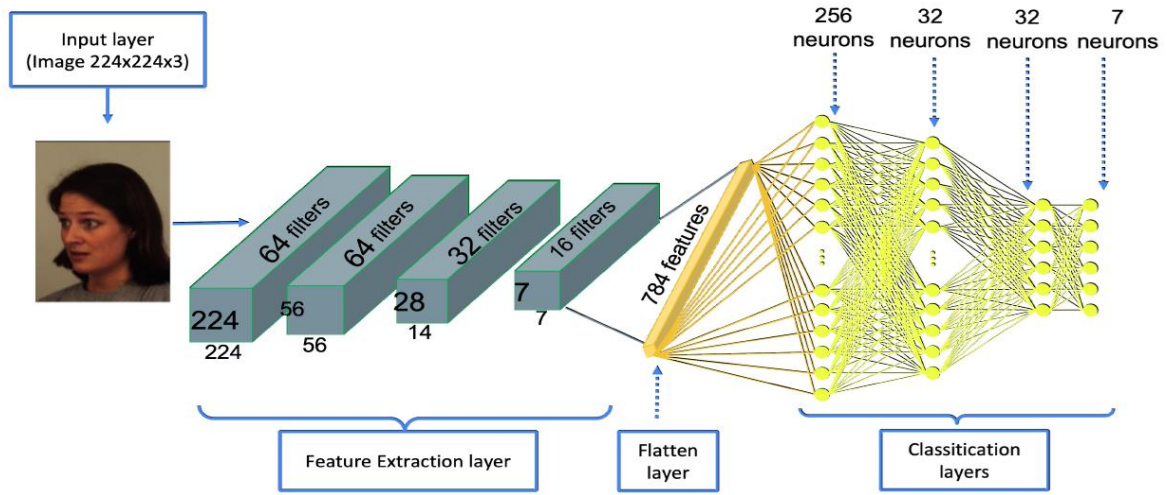 Input layer
(Image 224x224x3)
64 filters
224
224
64 filters
56
56
32 filters
28
14
16 filters
7
7
784 features
256
neurons
32
neurons
32
neurons
7
neurons
Feature Extraction layer
Flatten
layer
Classitication
layers